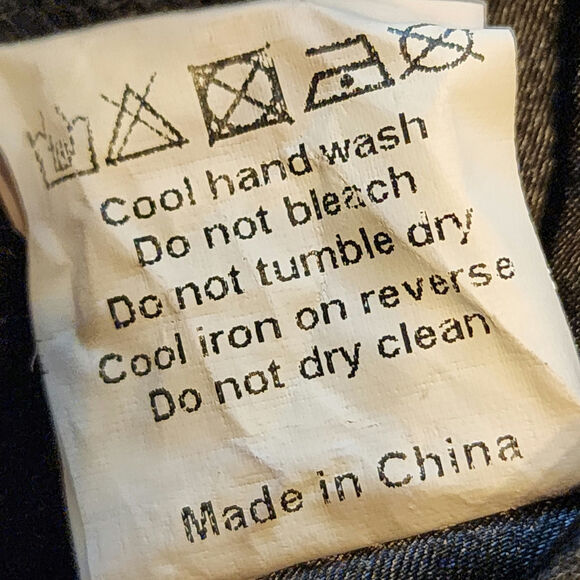 Cool hand wash
Do not bleach
Do not tumble dry
Cool iron on reverse
Do not dry clean
Made in China